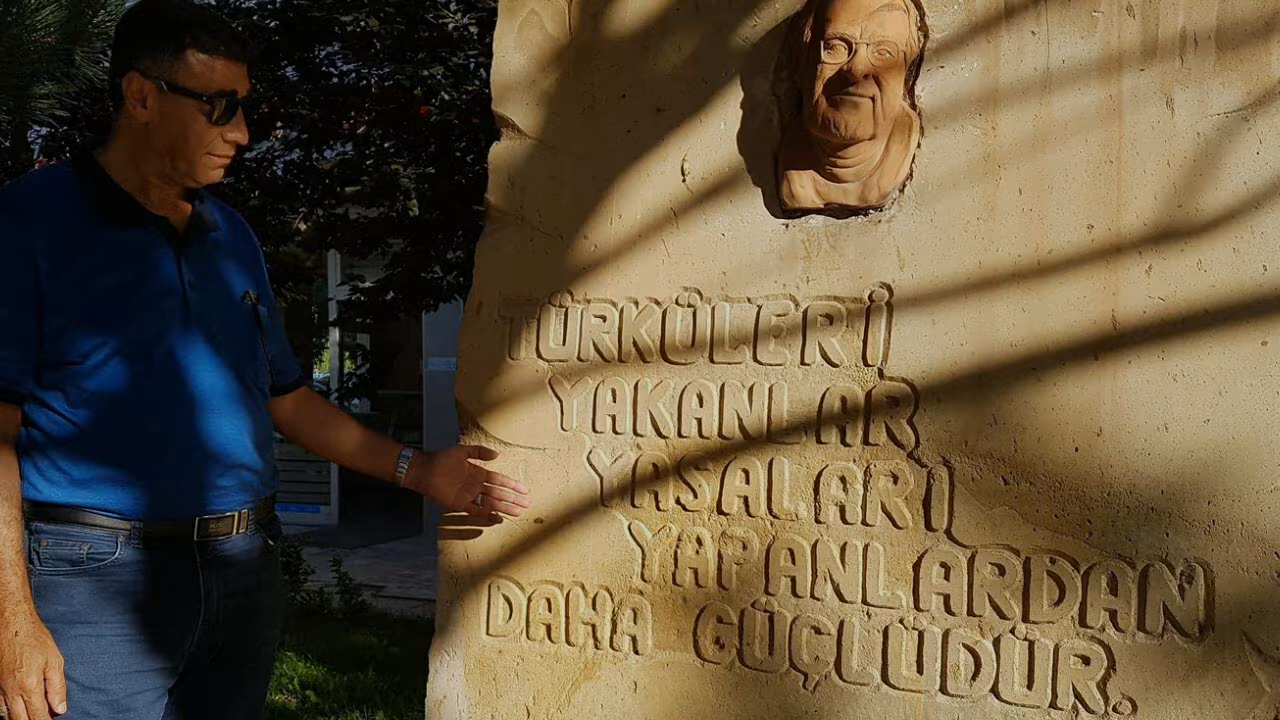 TÜRKÜLERİ
YAKANLAR
YASALARI
YAPANLARDAN
DAHA GÜÇLÜDÜR.